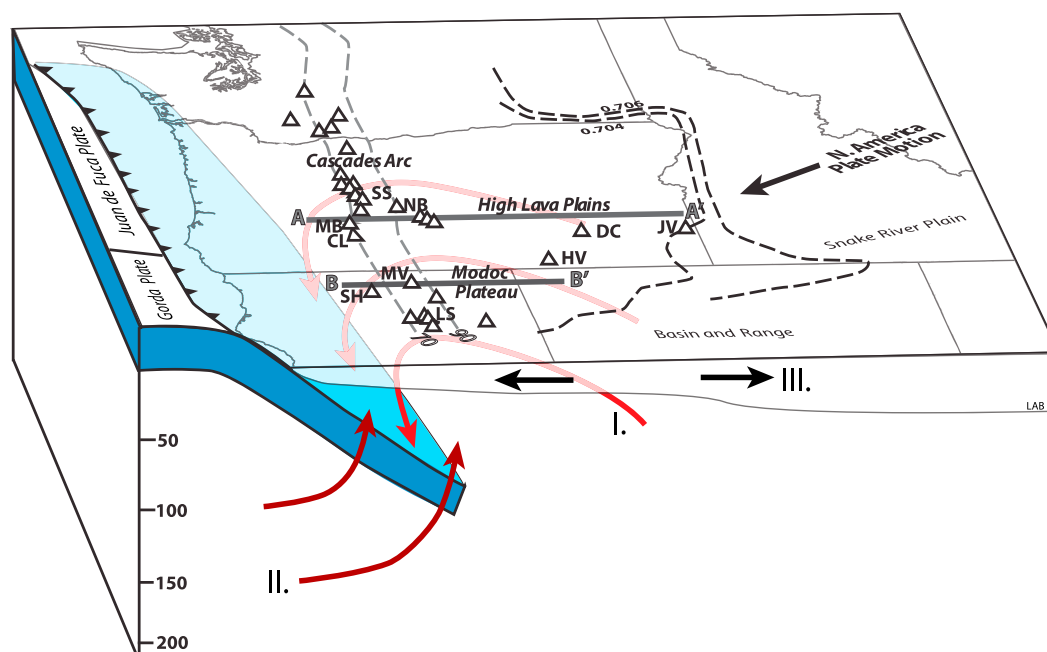 0.706
0.704
N. America
Plate Motion
Cascades Arc
Juan de Fuca Plate
SS
NB
High Lava Plains
A
A'
MB
CL
DC
JV
Snake River Plain
HV
Gorda Plate
MV
Modoc
Plateau
B
B'
SH
LS
70
90
Basin and Range
III.
LAB
I.
50
100
II.
150
200